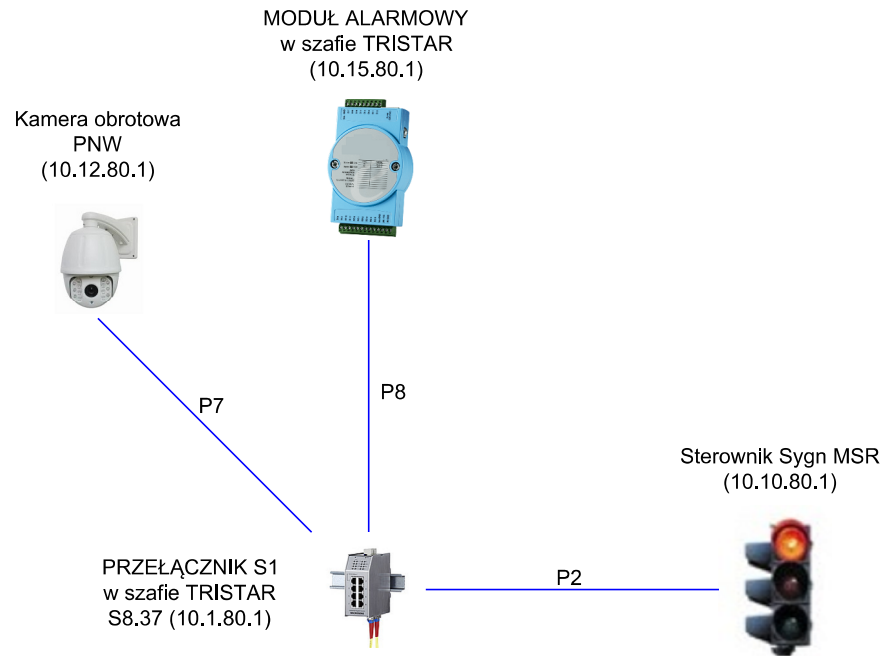 MODUŁ ALARMOWY
w szafie TRISTAR
(10.15.80.1)
Kamera obrotowa
PNW
(10.12.80.1)
P7
P8
Sterownik Sygn MSR
(10.10.80.1)
PRZEŁĄCZNIK S1
w szafie TRISTAR
S8.37 (10.1.80.1)
P2